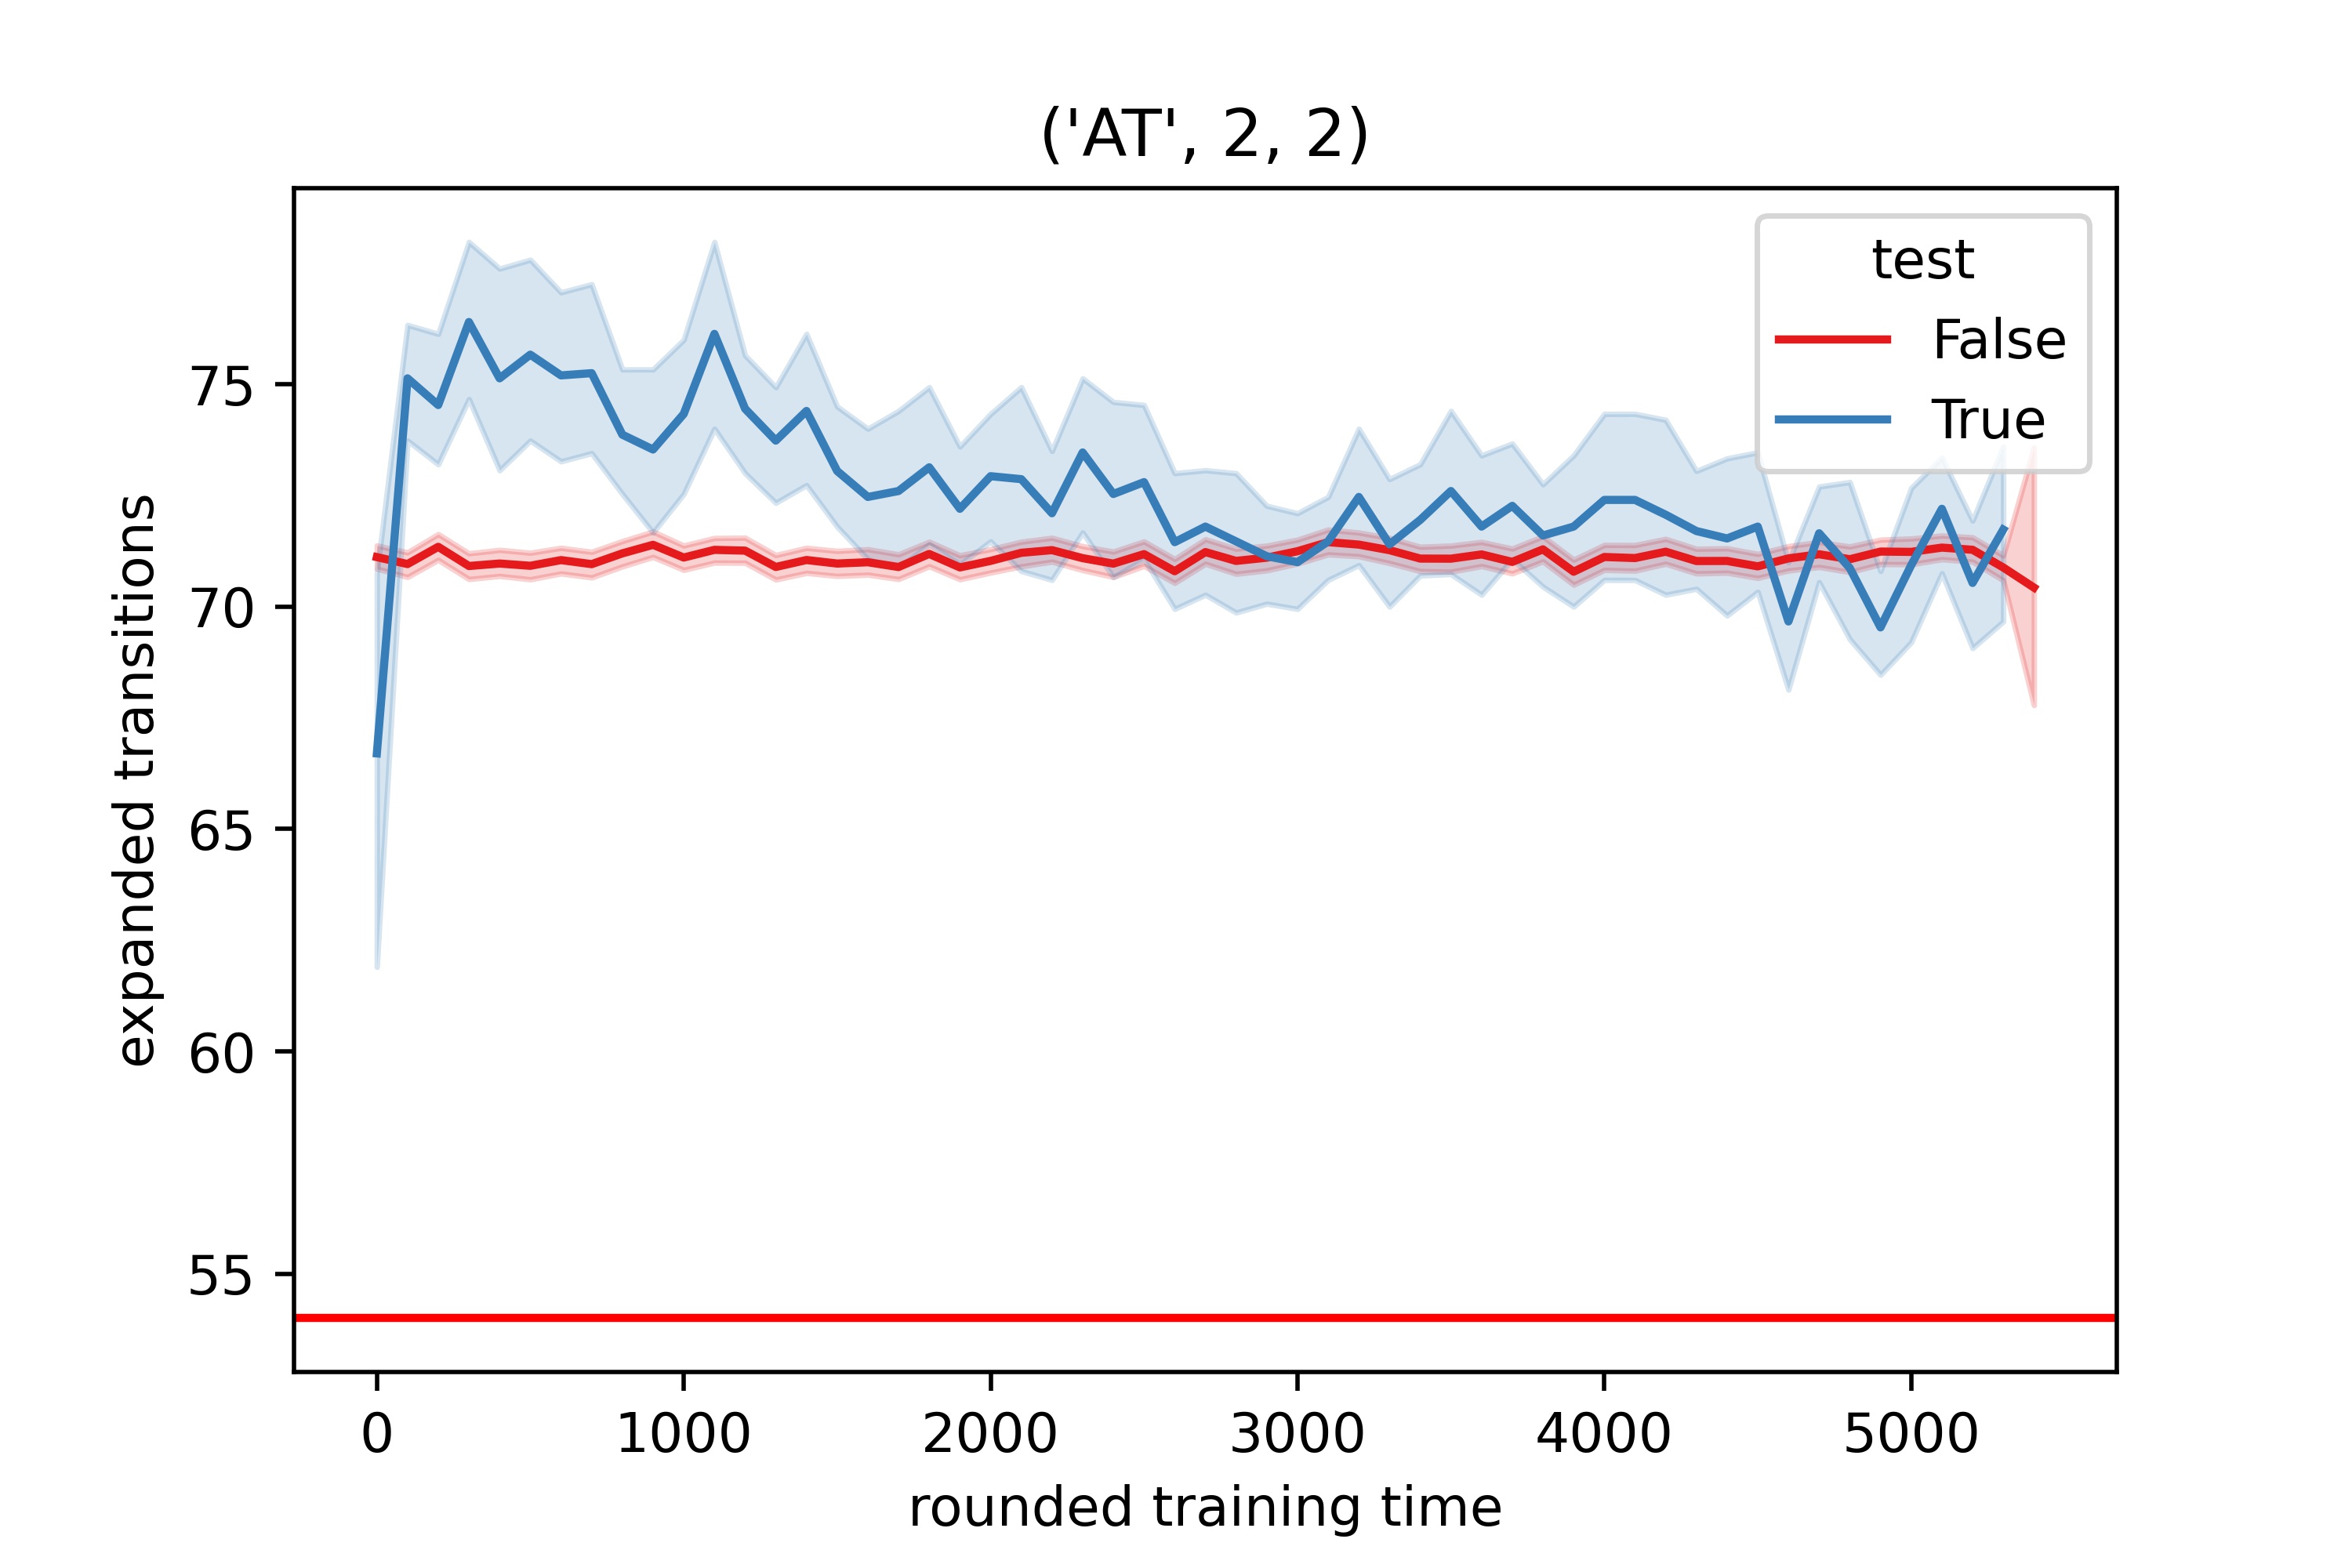 ('AT', 2, 2)
test
False
True
75
70
65
60
55
expanded transitions
0 1000 2000 3000 4000 5000
rounded training time